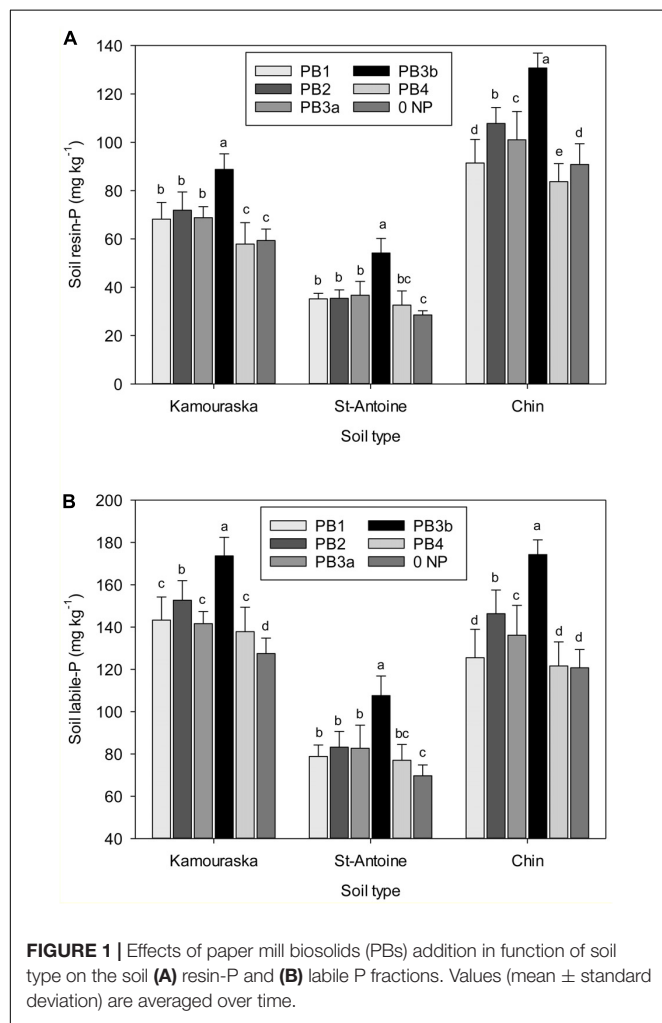 A
140
120
100
80
60
40
20
0
Soil resin-P (mg kg⁻¹)
PB1 PB3b
PB2 PB4
PB3a 0 NP
b b b a c c
b b b a bc c
d b c a e d
Kamouraska St-Antoine Chin
Soil type
B
200
180
160
140
120
100
80
60
40
Soil labile-P (mg kg⁻¹)
PB1 PB3b
PB2 PB4
PB3a 0 NP
c b c a c d
b b b a bc c
d b c a d d
Kamouraska St-Antoine Chin
Soil type
FIGURE 1 | Effects of paper mill biosolids (PBs) addition in function of soil
type on the soil (A) resin-P and (B) labile P fractions. Values (mean ± standard
deviation) are averaged over time.